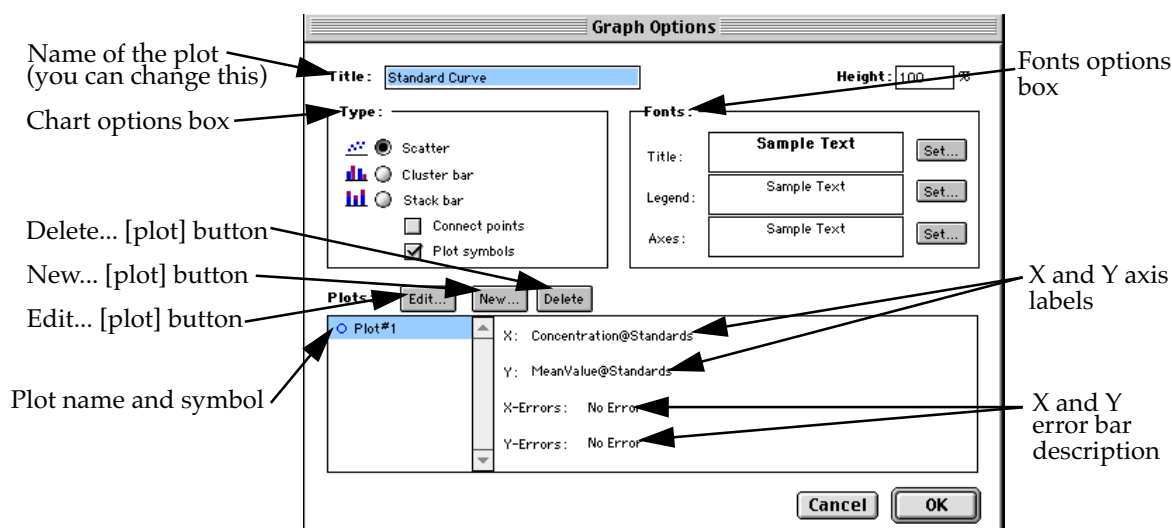 Graph Options
Name of the plot
(you can change this)
Title: Standard Curve
Height: 100 %
Fonts options
box
Chart options box
Type:
Scatter
Cluster bar
Stack bar
Connect points
Plot symbols
Fonts:
Title: Sample Text Set...
Legend: Sample Text Set...
Axes: Sample Text Set...
Delete... [plot] button
New... [plot] button
Edit... [plot] button
Plots: Edit... New... Delete
X and Y axis
labels
Plot#1
X: Concentration@Standards
Y: MeanValue@Standards
X-Errors: No Error
Y-Errors: No Error
Plot name and symbol
X and Y
error bar
description
Cancel OK